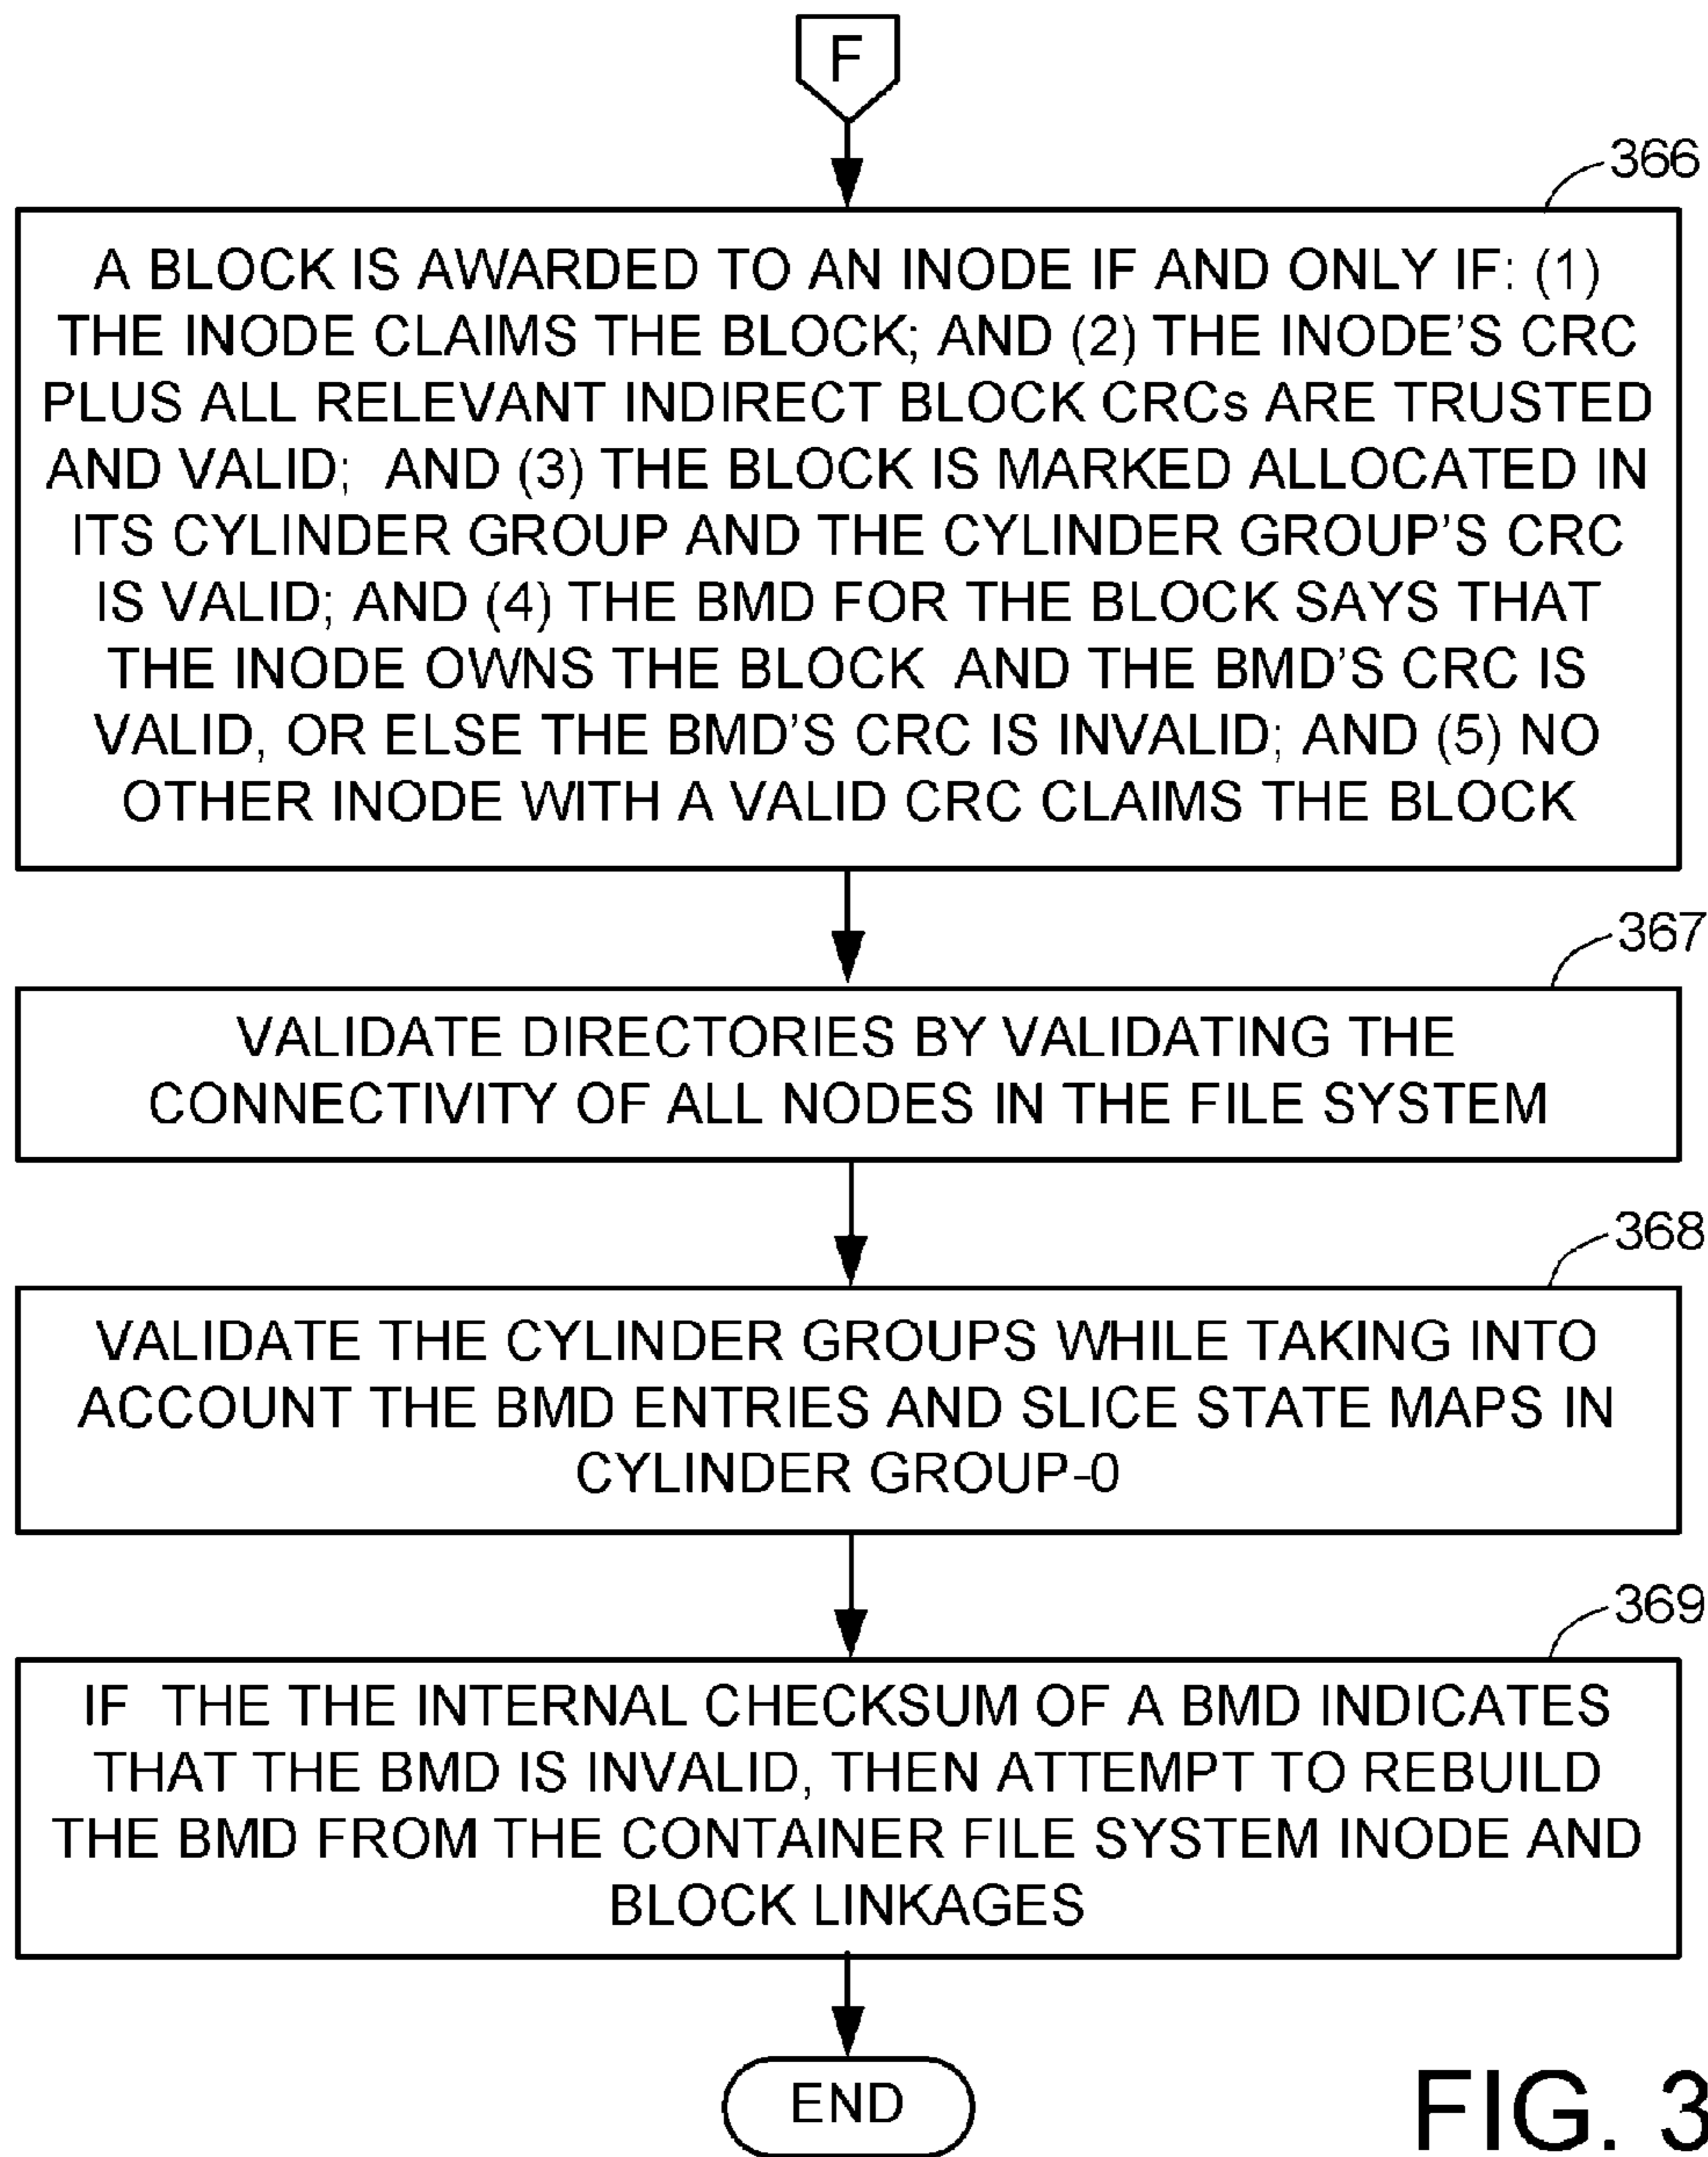 F
366
A BLOCK IS AWARDED TO AN INODE IF AND ONLY IF: (1)
THE INODE CLAIMS THE BLOCK; AND (2) THE INODE'S CRC
PLUS ALL RELEVANT INDIRECT BLOCK CRCs ARE TRUSTED
AND VALID; AND (3) THE BLOCK IS MARKED ALLOCATED IN
ITS CYLINDER GROUP AND THE CYLINDER GROUP'S CRC
IS VALID; AND (4) THE BMD FOR THE BLOCK SAYS THAT
THE INODE OWNS THE BLOCK AND THE BMD'S CRC IS
VALID, OR ELSE THE BMD'S CRC IS INVALID; AND (5) NO
OTHER INODE WITH A VALID CRC CLAIMS THE BLOCK
367
VALIDATE DIRECTORIES BY VALIDATING THE
CONNECTIVITY OF ALL NODES IN THE FILE SYSTEM
368
VALIDATE THE CYLINDER GROUPS WHILE TAKING INTO
ACCOUNT THE BMD ENTRIES AND SLICE STATE MAPS IN
CYLINDER GROUP-0
369
IF THE THE INTERNAL CHECKSUM OF A BMD INDICATES
THAT THE BMD IS INVALID, THEN ATTEMPT TO REBUILD
THE BMD FROM THE CONTAINER FILE SYSTEM INODE AND
BLOCK LINKAGES
END
FIG. 3